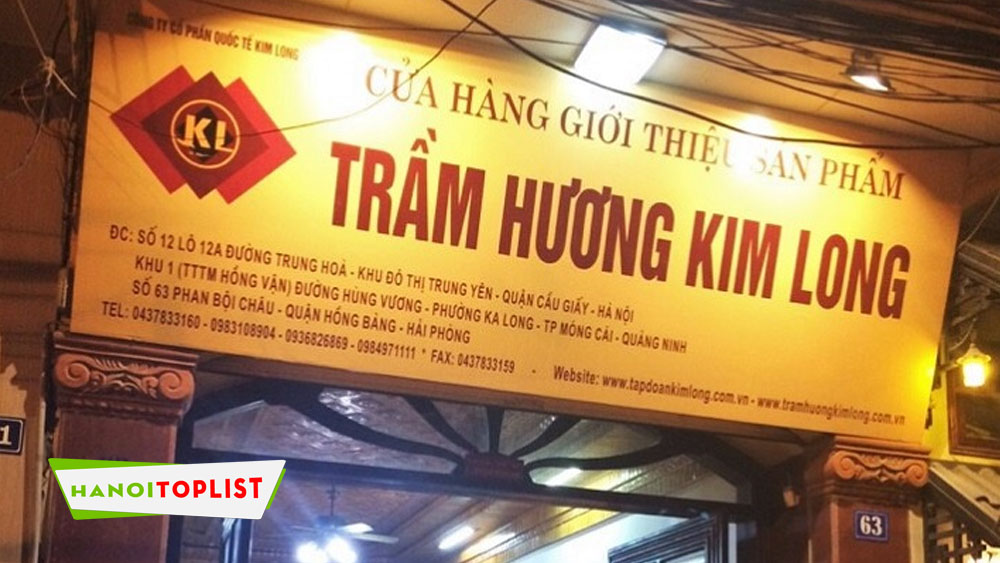 CÔNG TY CỔ PHẦN QUỐC TẾ KIM LONG
KL
CỬA HÀNG GIỚI THIỆU SẢN PHẨM
TRẦM HƯƠNG KIM LONG
ĐC: SỐ 12 LÔ 12A ĐƯỜNG TRUNG HOÀ - KHU ĐÔ THỊ TRUNG YÊN - QUẬN CẦU GIẤY - HÀ NỘI
KHU 1 (TTTM HỒNG VẬN) ĐƯỜNG HÙNG VƯƠNG - PHƯỜNG KA LONG - TP MÓNG CÁI - QUẢNG NINH
SỐ 63 PHAN BỘI CHÂU - QUẬN HỒNG BÀNG - HẢI PHÒNG
TEL: 0437833160 - 0983108904 - 0936826869 - 0984971111 * FAX: 0437833159 - Website: www.tapdoankimlong.com.vn - www.tramhuongkimlong.com.vn
1
HANOITOPLIST
63